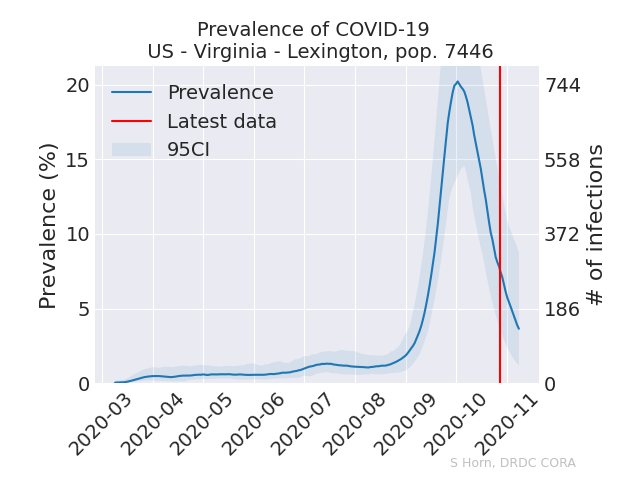 Prevalence of COVID-19
US - Virginia - Lexington, pop. 7446
Prevalence
Latest data
95CI
Prevalence (%)
20
15
10
5
0
744
558
372
186
0
# of infections
2020-03
2020-04
2020-05
2020-06
2020-07
2020-08
2020-09
2020-10
2020-11
S Horn, DRDC CORA